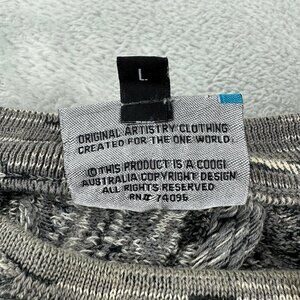 L
ORIGINAL ARTISTRY CLOTHING
CREATED FOR THE ONE WORLD.
©THIS PRODUCT IS A COOGI
AUSTRALIA COPYRIGHT DESIGN
ALL RIGHTS RESERVED
RN# 74096